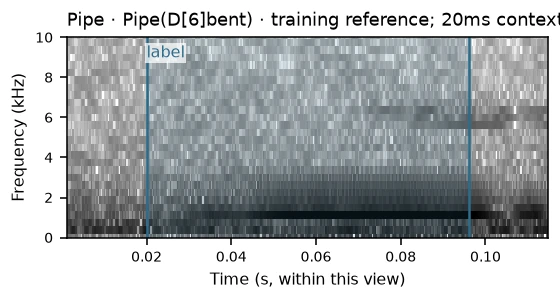 Pipe · Pipe(D[6]bent) · training reference; 20ms context
label
Frequency (kHz)
10
8
6
4
2
0
0.02 0.04 0.06 0.08 0.10
Time (s, within this view)